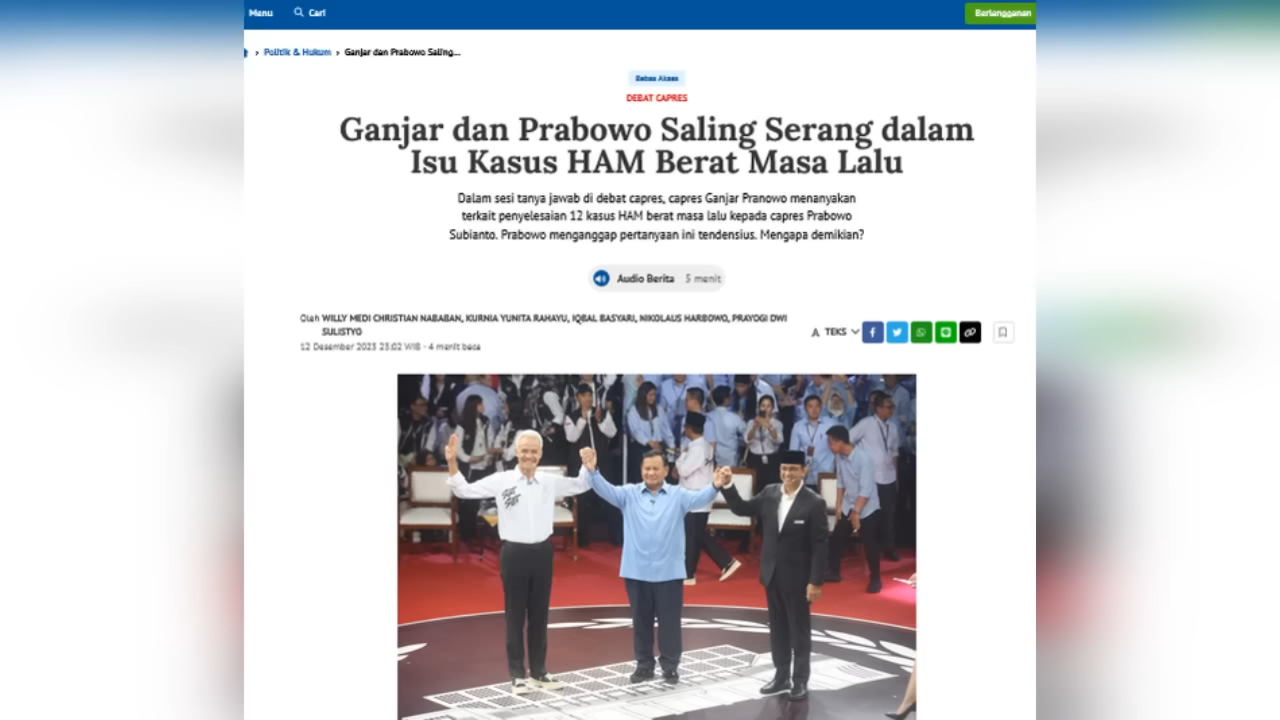 Menu
Cari
Berlangganan
Politik & Hukum › Ganjar dan Prabowo Saling...
Bebas Akses
DEBAT CAPRES
Ganjar dan Prabowo Saling Serang dalam
Isu Kasus HAM Berat Masa Lalu
Dalam sesi tanya jawab di debat capres, capres Ganjar Pranowo menanyakan
terkait penyelesaian 12 kasus HAM berat masa lalu kepada capres Prabowo
Subianto. Prabowo menganggap pertanyaan ini tendensius. Mengapa demikian?
Audio Berita 5 menit
Oleh WILLY MEDI CHRISTIAN NABABAN, KURNIA YUNITA RAHAYU, IQBAL BASYARI, NIKOLAUS HARBOWO, PRAYOGI DWI
SULISTYO
12 Desember 2023 23:02 WIB · 4 menit baca
A TEKS